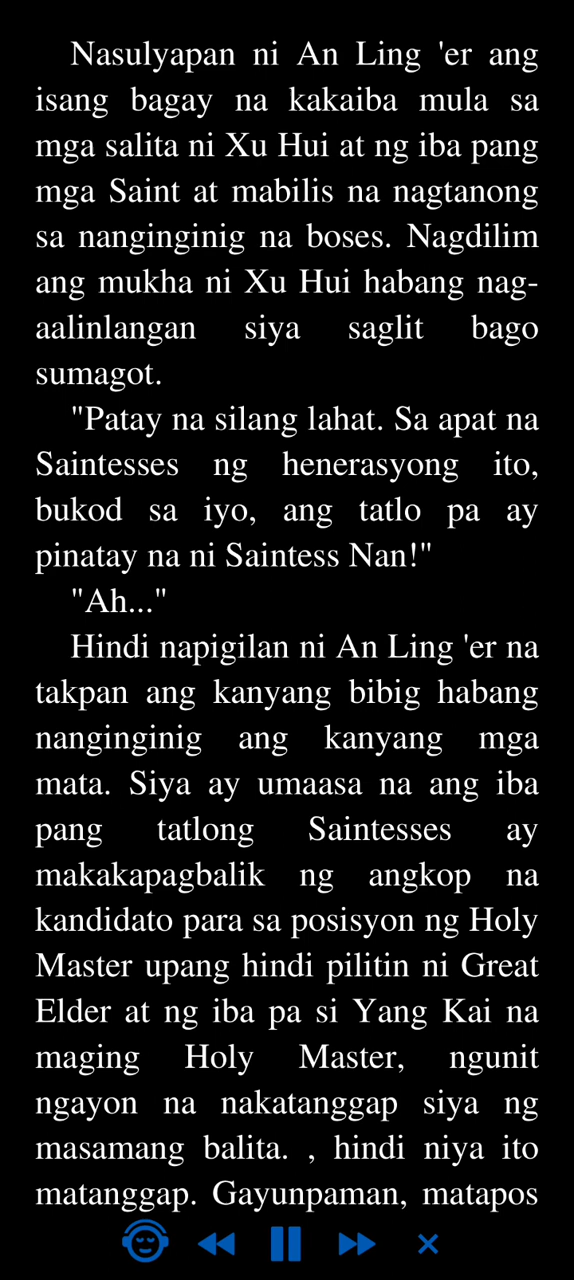 Nasulyapan ni An Ling 'er ang
isang bagay na kakaiba mula sa
mga salita ni Xu Hui at ng iba pang
mga Saint at mabilis na nagtanong
sa nanginginig na boses. Nagdilim
ang mukha ni Xu Hui habang nag-
aalinlangan siya saglit bago
sumagot.
"Patay na silang lahat. Sa apat na
Saintesses ng henerasyong ito,
bukod sa iyo, ang tatlo pa ay
pinatay na ni Saintess Nan!"
"Ah..."
Hindi napigilan ni An Ling 'er na
takpan ang kanyang bibig habang
nanginginig ang kanyang mga
mata. Siya ay umaasa na ang iba
pang tatlong Saintesses ay
makakapagbalik ng angkop na
kandidato para sa posisyon ng Holy
Master upang hindi pilitin ni Great
Elder at ng iba pa si Yang Kai na
maging Holy Master, ngunit
ngayon na nakatanggap siya ng
masamang balita. , hindi niya ito
matanggap. Gayunpaman, matapos